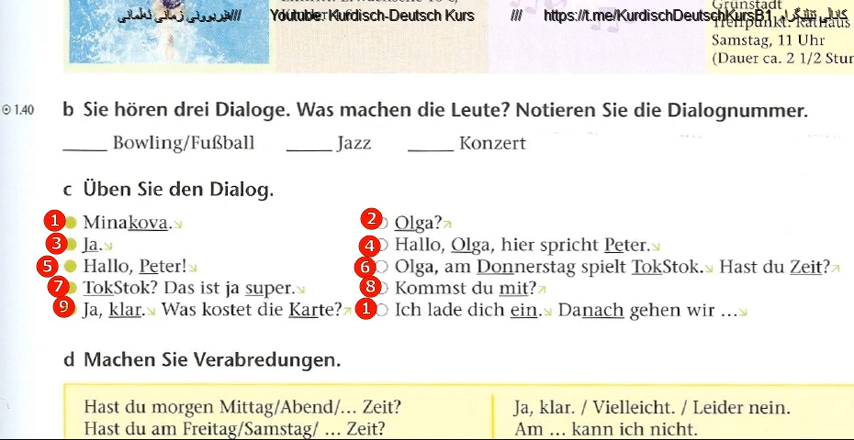 Grünstadt
Youtube: Kurdisch-Deutsch Kurs /// https://t.me/KurdischDeutschKursB1
Samstag, 11 Uhr
(Dauer ca. 2 1/2 Stun
1.40 b Sie hören drei Dialoge. Was machen die Leute? Notieren Sie die Dialognummer.
____ Bowling/Fußball ____ Jazz ____ Konzert
c Üben Sie den Dialog.
1 Minakova.↘ 2 Olga?↗
3 Ja.↘ 4 Hallo, Olga, hier spricht Peter.↘
5 Hallo, Peter!↘ 6 Olga, am Donnerstag spielt TokStok.↘ Hast du Zeit?↗
7 TokStok? Das ist ja super.↘ 8 Kommst du mit?↗
9 Ja, klar.↘ Was kostet die Karte?↗ 1 Ich lade dich ein.↘ Danach gehen wir …↘
d Machen Sie Verabredungen.
Hast du morgen Mittag/Abend/… Zeit? Ja, klar. / Vielleicht. / Leider nein.
Hast du am Freitag/Samstag/ … Zeit? Am … kann ich nicht.